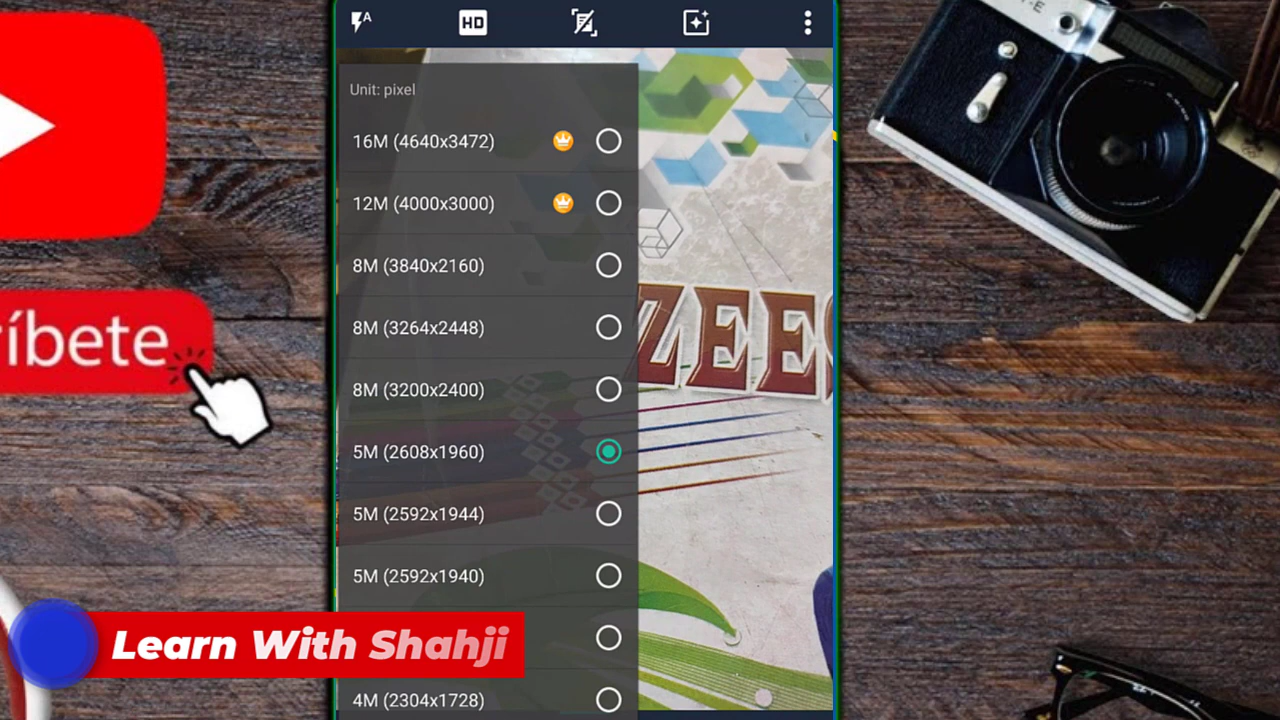 A
HD
Unit: pixel
16M (4640x3472)
12M (4000x3000)
8M (3840x2160)
8M (3264x2448)
8M (3200x2400)
5M (2608x1960)
5M (2592x1944)
5M (2592x1940)
4M (2304x1728)
ZEE
íbete
Learn With Shahji